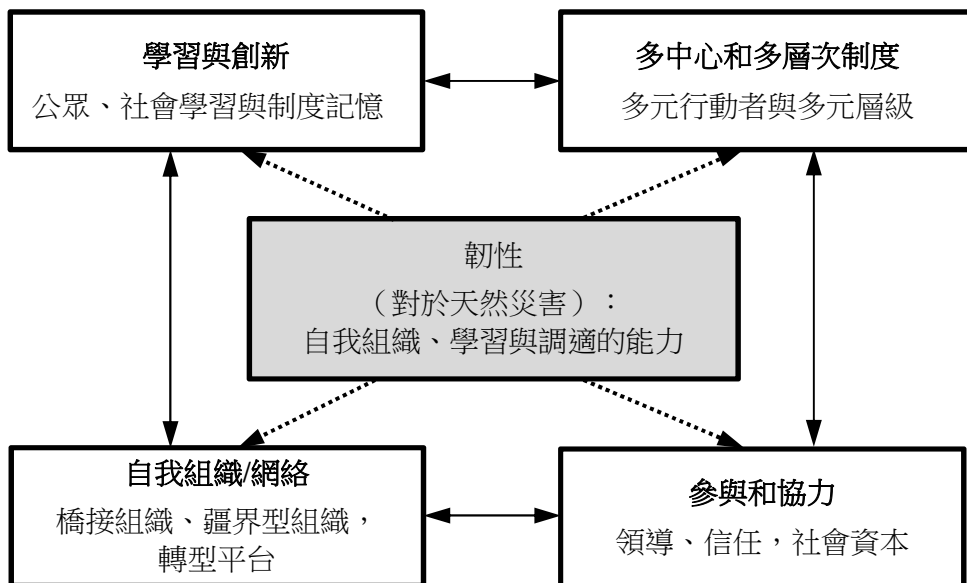 學習與創新
公眾、社會學習與制度記憶
多中心和多層次制度
多元行動者與多元層級
韌性
（對於天然災害）：
自我組織、學習與調適的能力
自我組織/網絡
橋接組織、疆界型組織，
轉型平台
參與和協力
領導、信任，社會資本